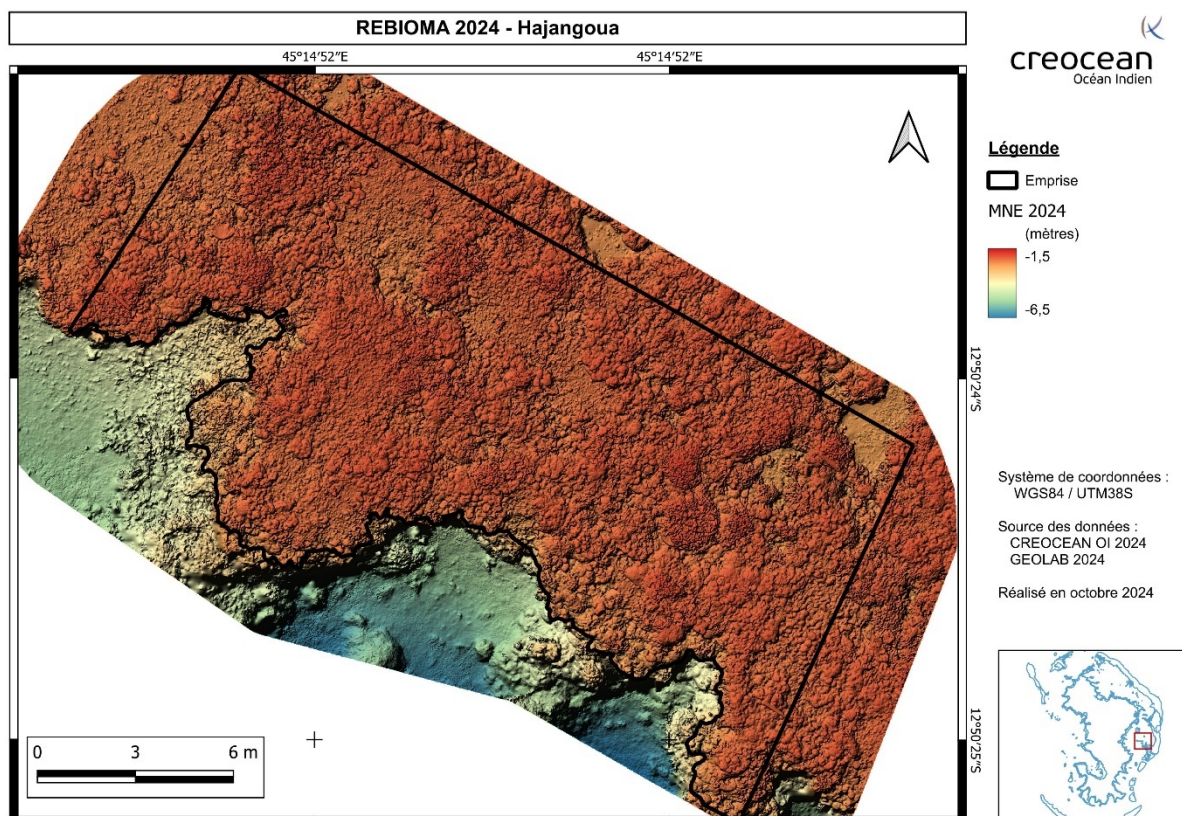 REBIOMA 2024 - Hajangoua
45°14'52"E
45°14'52"E
creocean
Océan Indien
Légende
Emprise
MNE 2024
(mètres)
-1,5
-6,5
12°50'24"S
12°50'25"S
Système de coordonnées :
WGS84 / UTM38S
Source des données :
CREOCEAN OI 2024
GEOLAB 2024
Réalisé en octobre 2024
0 3 6 m